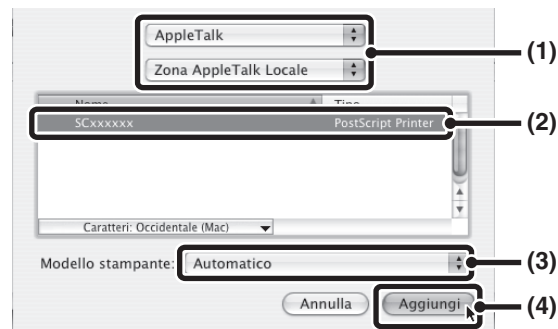 AppleTalk
(1)
Zona AppleTalk Locale
Nome Tipo
SCxxxxxx PostScript Printer
(2)
Caratteri: Occidentale (Mac)
Modello stampante: Automatico
(3)
Annulla Aggiungi
(4)